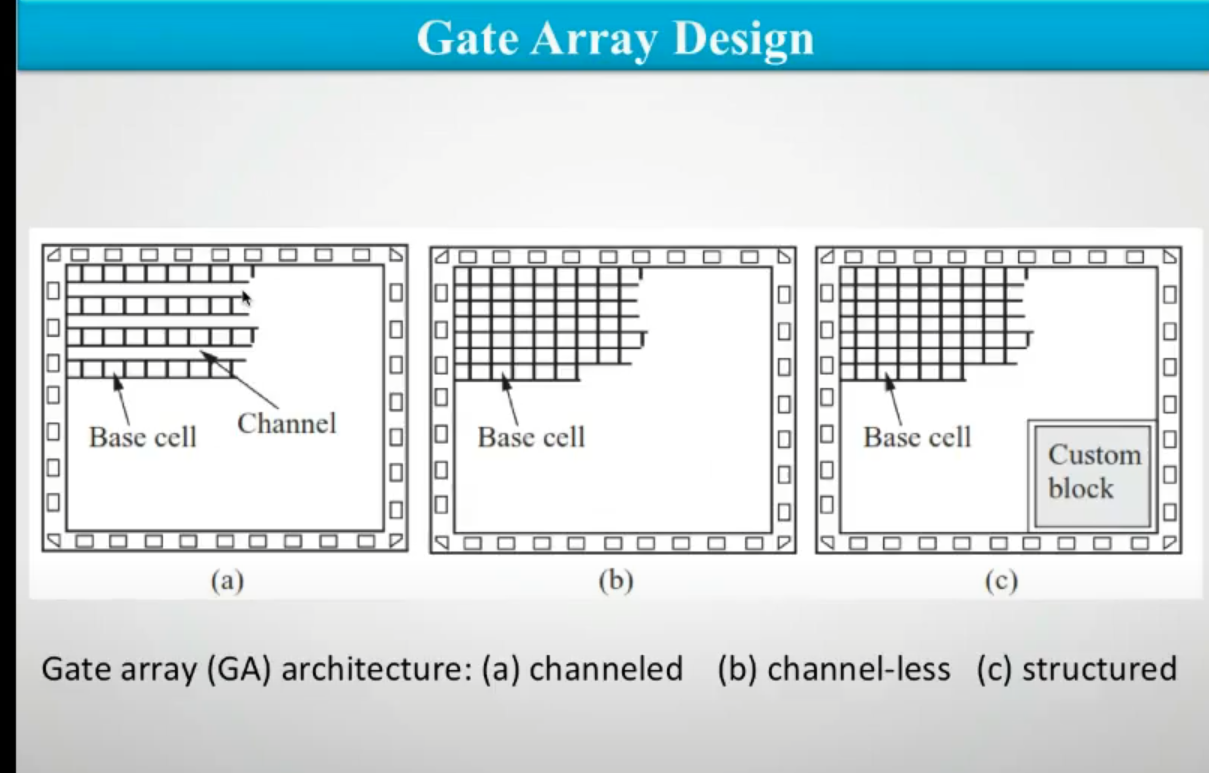 Gate Array Design
Base cell
Channel
(a)
Base cell
(b)
Base cell
Custom
block
(c)
Gate array (GA) architecture: (a) channeled (b) channel-less (c) structured